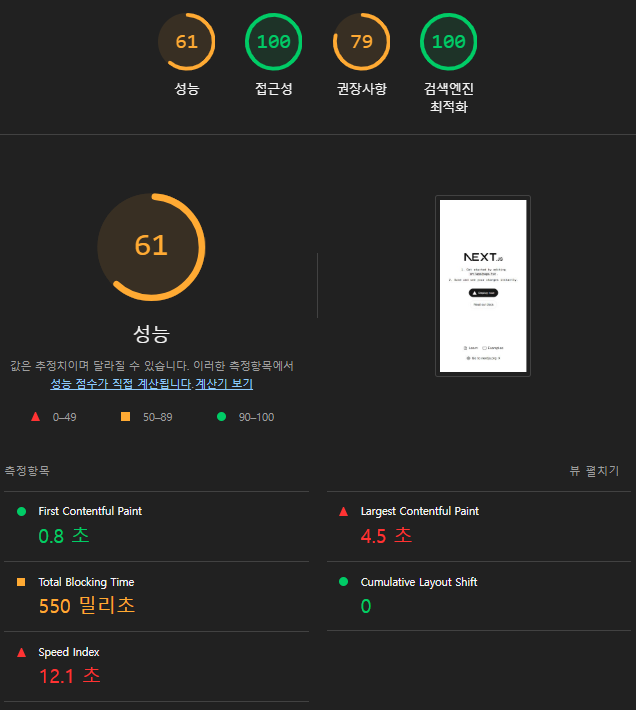 61
100
79
100
성능
접근성
권장사항
검색엔진
최적화
61
성능
값은 추정치이며 달라질 수 있습니다. 이러한 측정항목에서
성능 점수가 직접 계산됩니다.계산기 보기
0–49
50–89
90–100
NEXT.JS
Learn
Examples
측정항목
뷰 펼치기
First Contentful Paint
0.8 초
Largest Contentful Paint
4.5 초
Total Blocking Time
550 밀리초
Cumulative Layout Shift
0
Speed Index
12.1 초